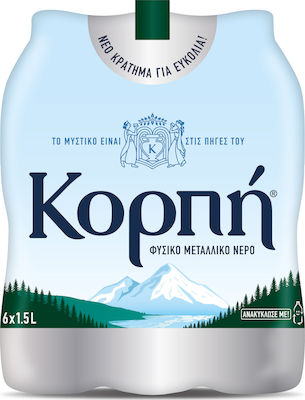 ΝΕΟ ΚΡΑΤΗΜΑ ΓΙΑ ΕΥΚΟΛΙΑ!
ΤΟ ΜΥΣΤΙΚΟ ΕΙΝΑΙ ΣΤΙΣ ΠΗΓΕΣ ΤΟΥ
Κ
Κορπή®
ΦΥΣΙΚΟ ΜΕΤΑΛΛΙΚΟ ΝΕΡΟ
6x1.5L
ΑΝΑΚΥΚΛΩΣΕ ΜΕ!